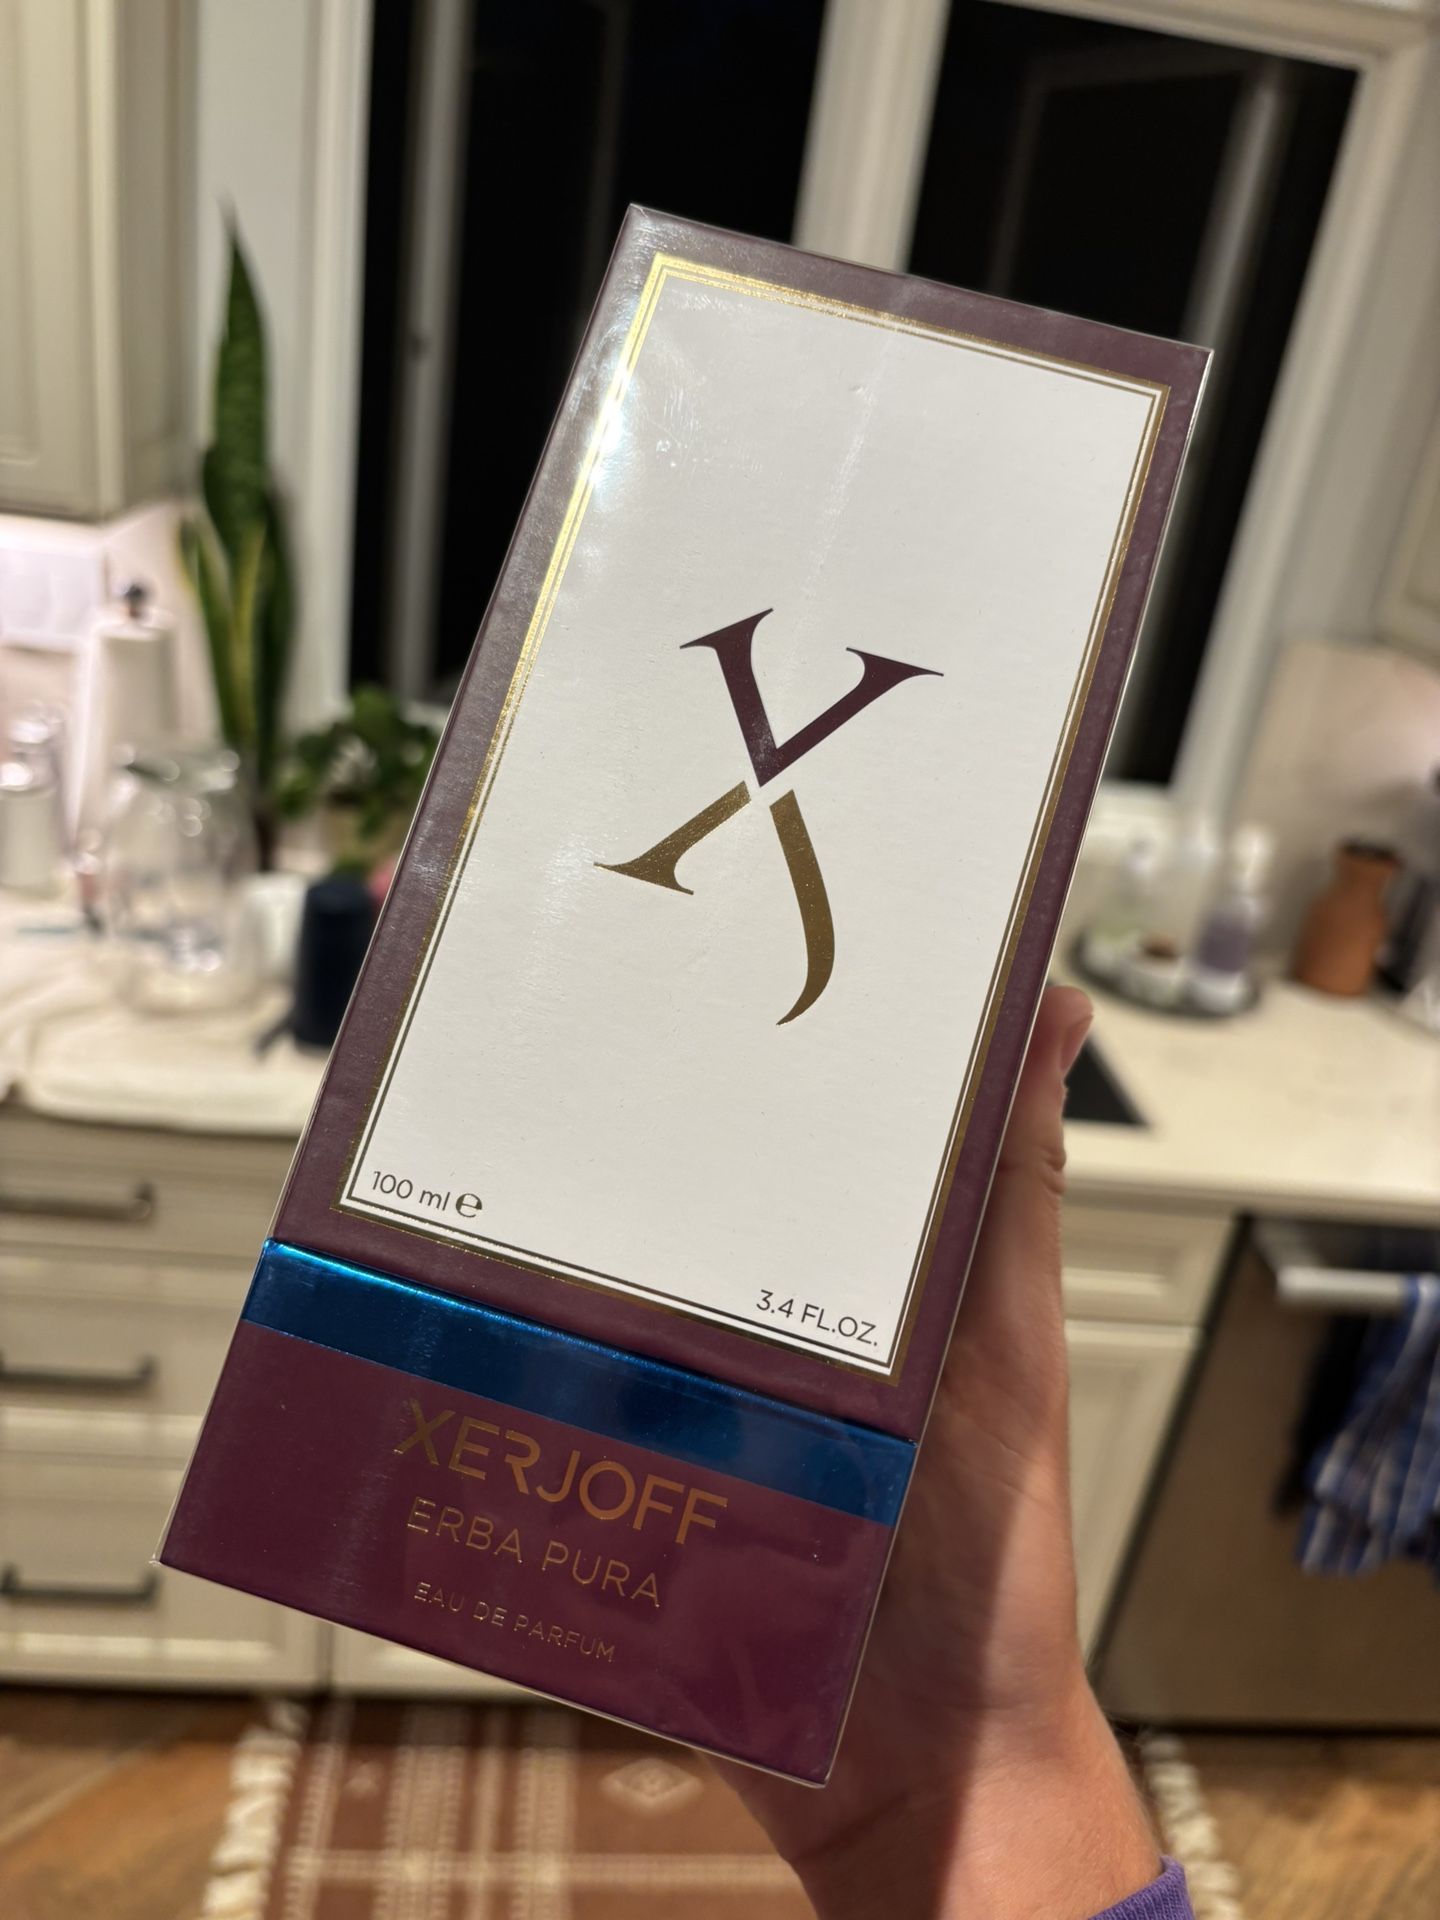 X
100 ml ℮
3.4 FL.OZ.
XERJOFF
ERBA PURA
EAU DE PARFUM